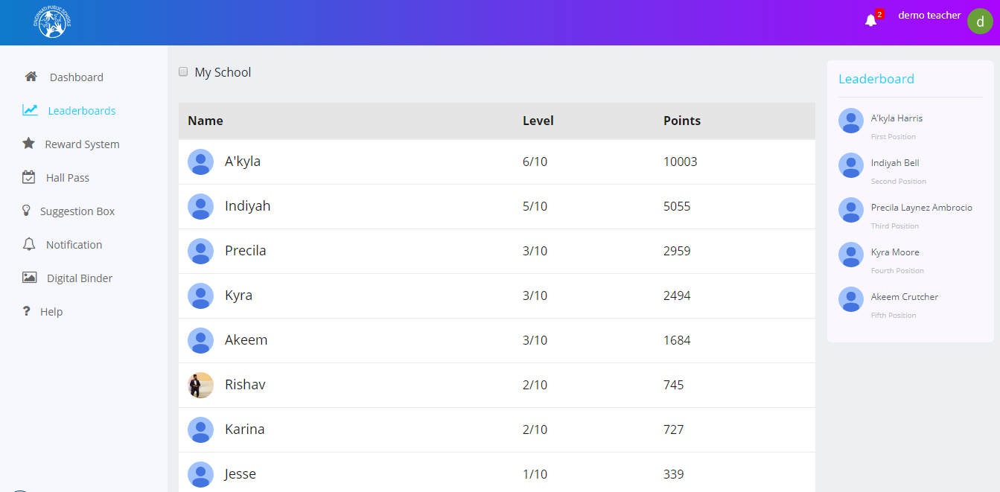 CINCINNATI PUBLIC SCHOOLS
2
demo teacher
d
Dashboard
Leaderboards
Reward System
Hall Pass
Suggestion Box
Notification
Digital Binder
Help
My School
Name Level Points
A'kyla 6/10 10003
Indiyah 5/10 5055
Precila 3/10 2959
Kyra 3/10 2494
Akeem 3/10 1684
Rishav 2/10 745
Karina 2/10 727
Jesse 1/10 339
Leaderboard
A'kyla Harris
First Position
Indiyah Bell
Second Position
Precila Laynez Ambrocio
Third Position
Kyra Moore
Fourth Position
Akeem Crutcher
Fifth Position